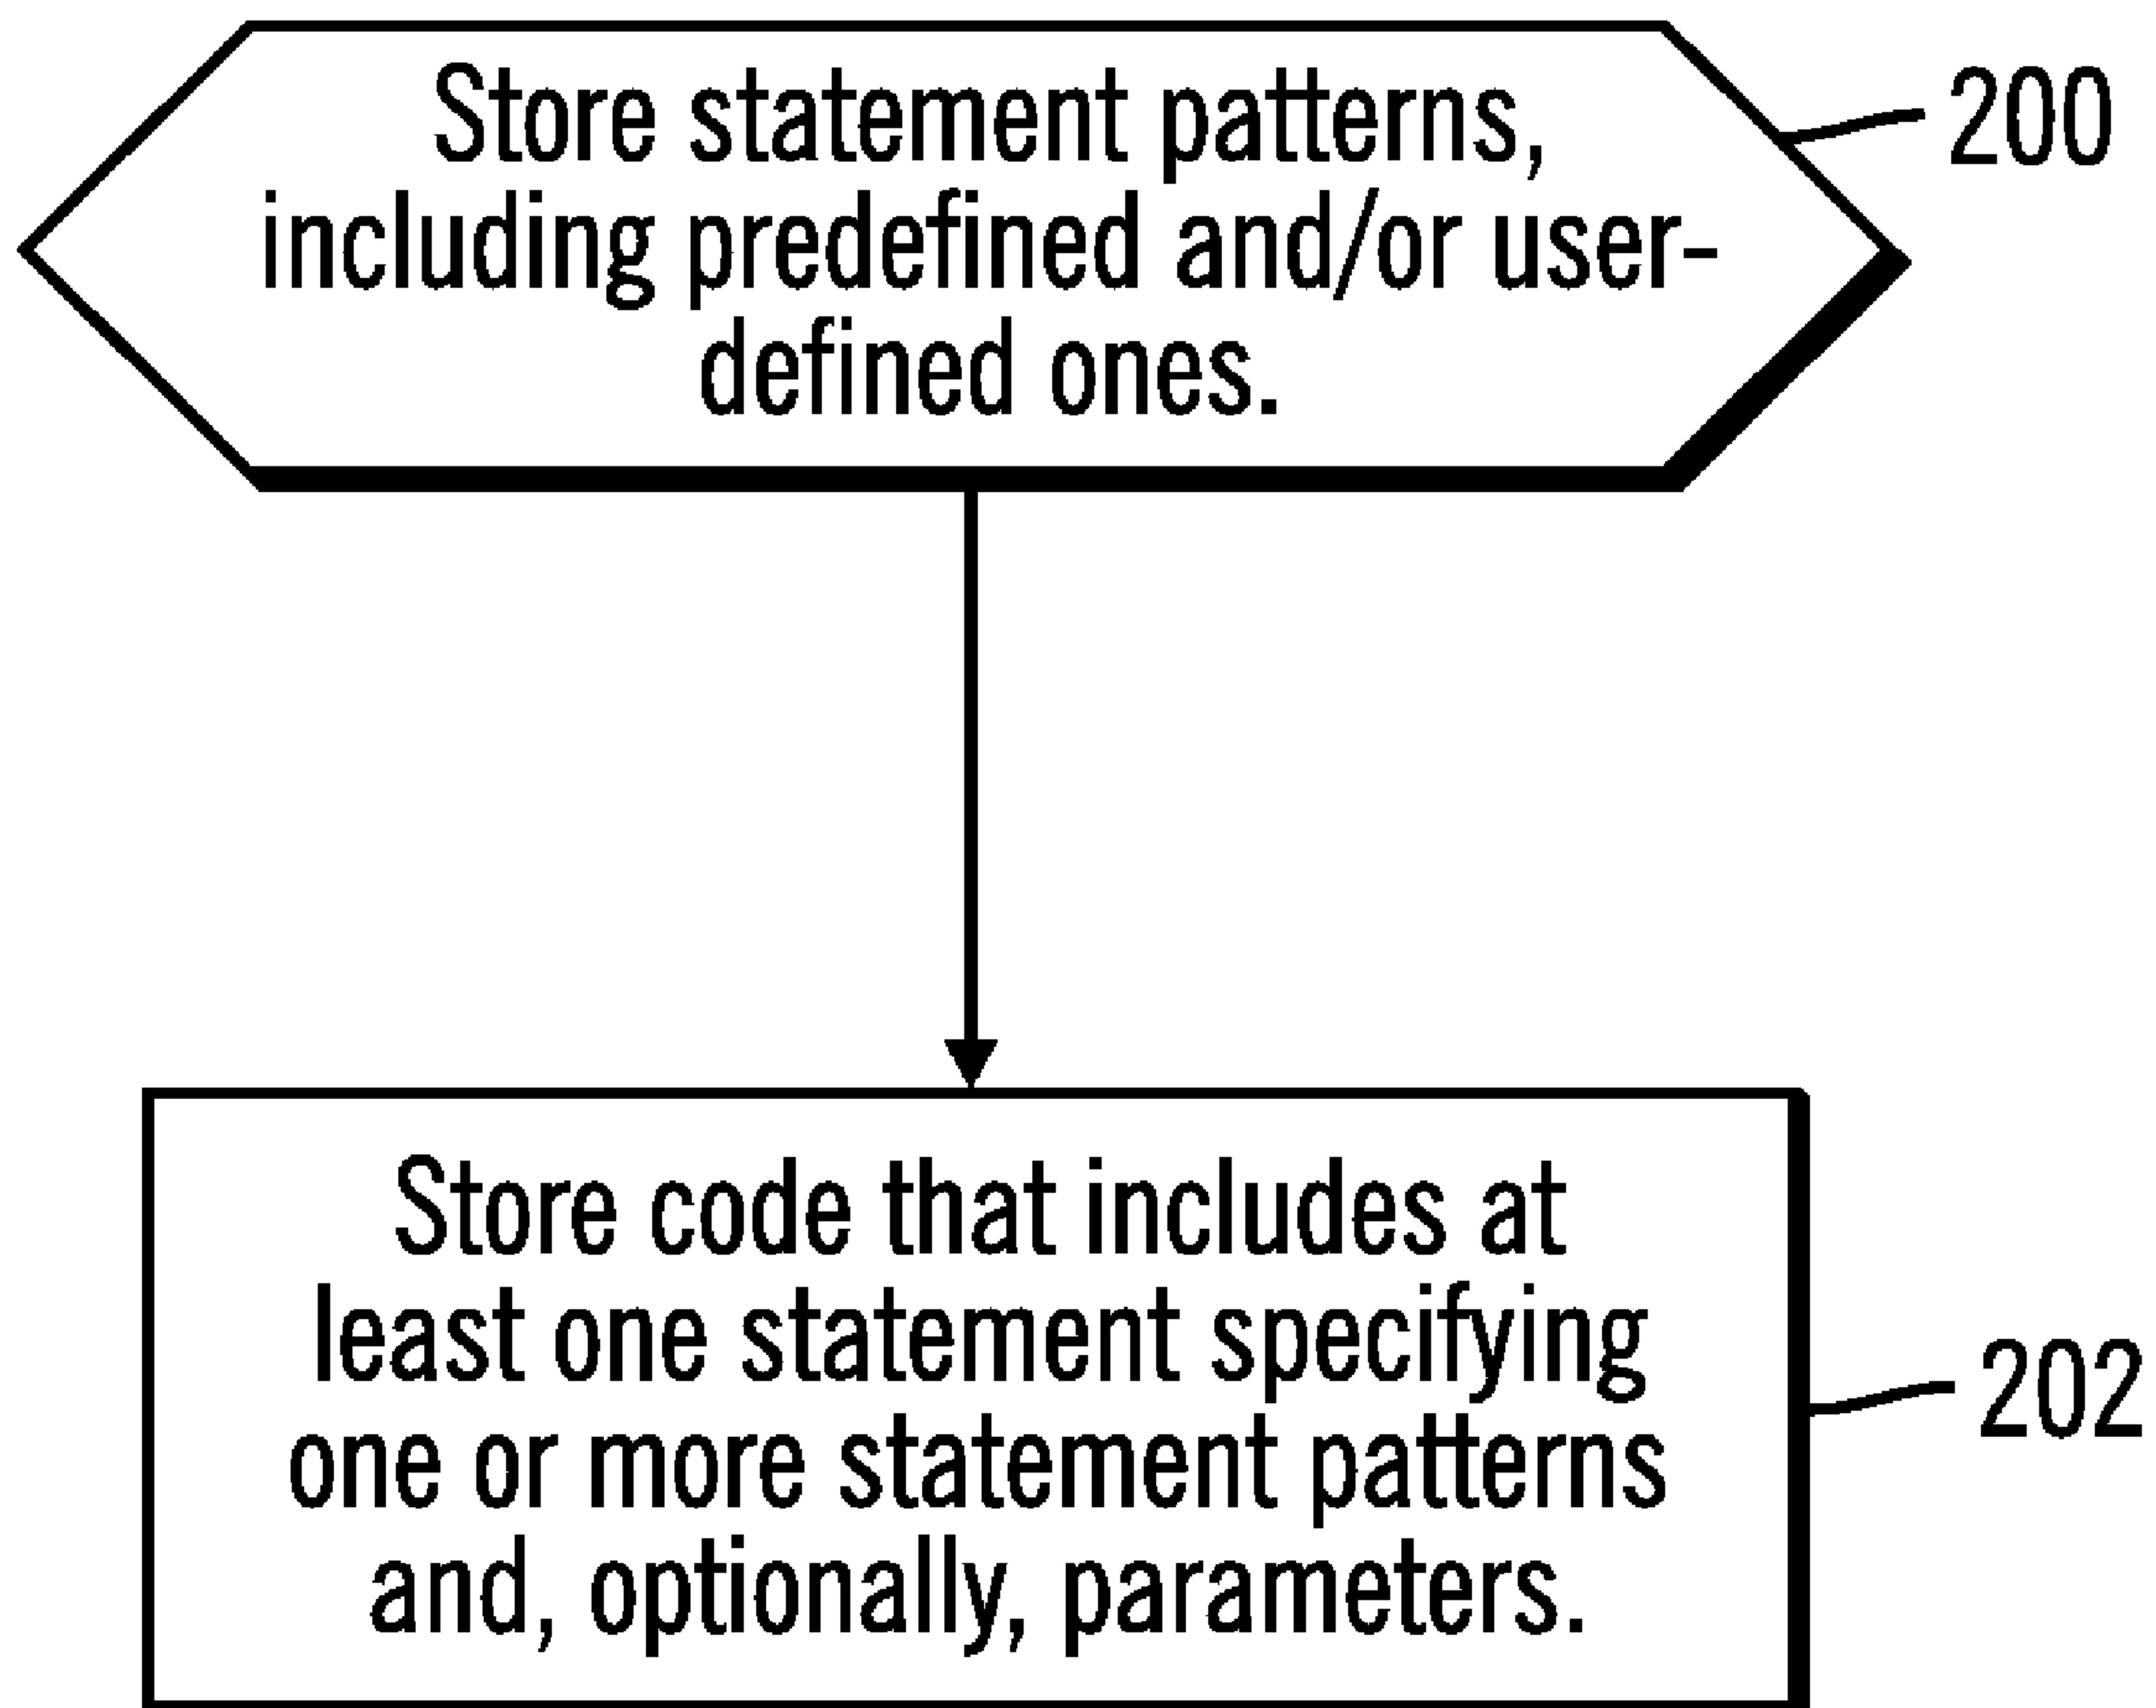 Store statement patterns,
including predefined and/or user-
defined ones.
200
Store code that includes at
least one statement specifying
one or more statement patterns
and, optionally, parameters.
202